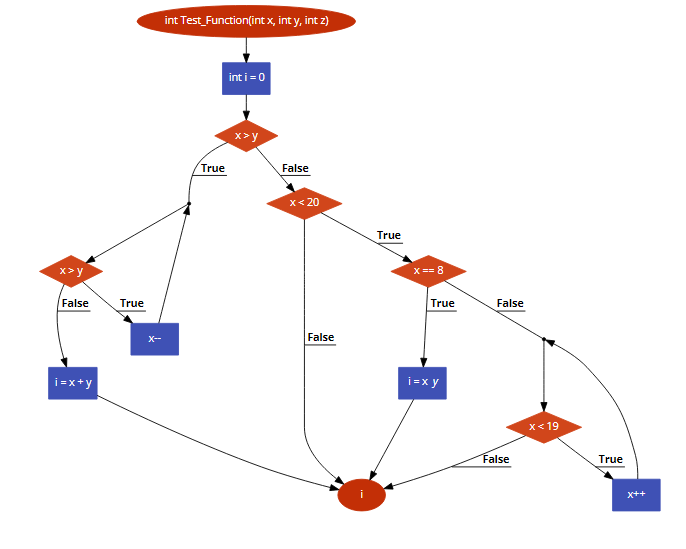 int Test_Function(int x, int y, int z)
int i = 0
x > y
True
False
x < 20
True
x > y
x == 8
False
True
True
False
x--
False
i = x + y
i = x y
x < 19
False
True
i
x++